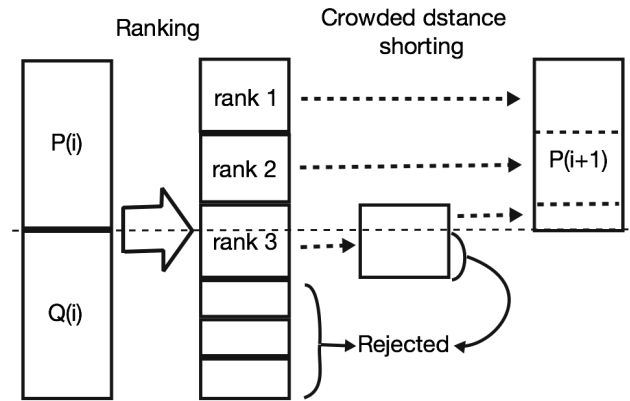 Ranking
Crowded dstance
shorting
P(i)
Q(i)
rank 1
rank 2
rank 3
P(i+1)
Rejected